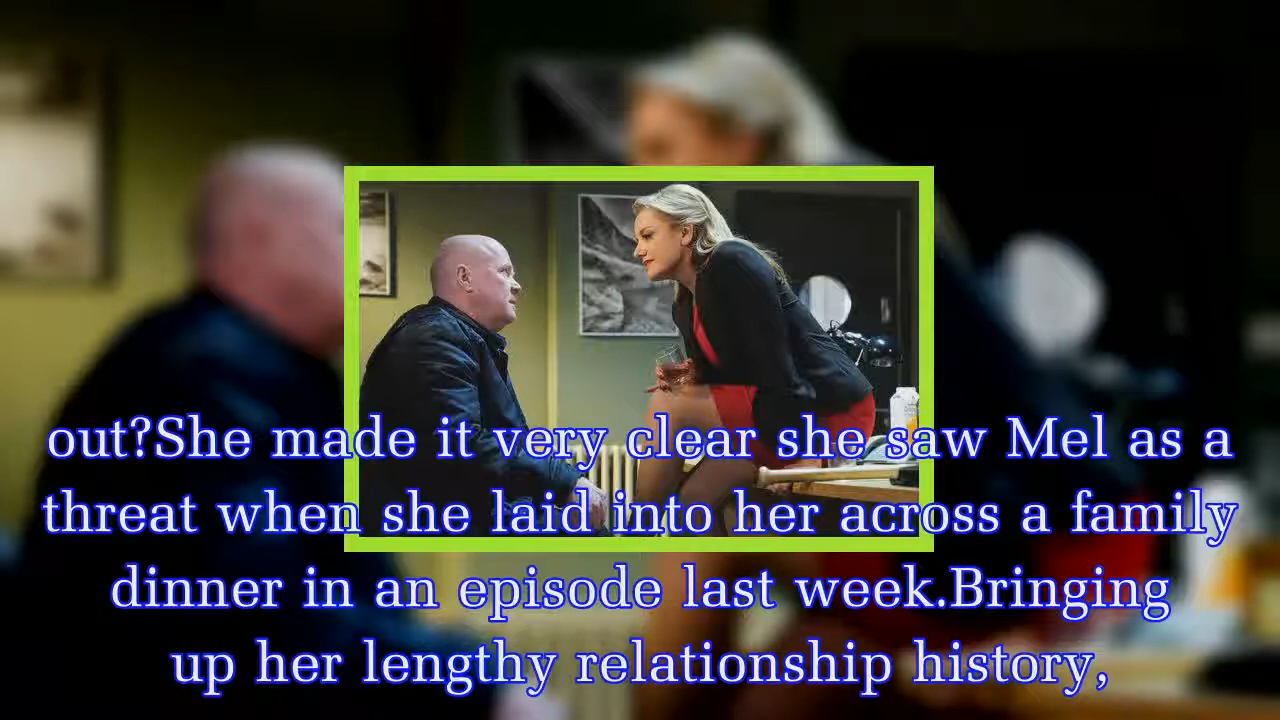 out?She made it very clear she saw Mel as a
threat when she laid into her across a family
dinner in an episode last week.Bringing
up her lengthy relationship history,